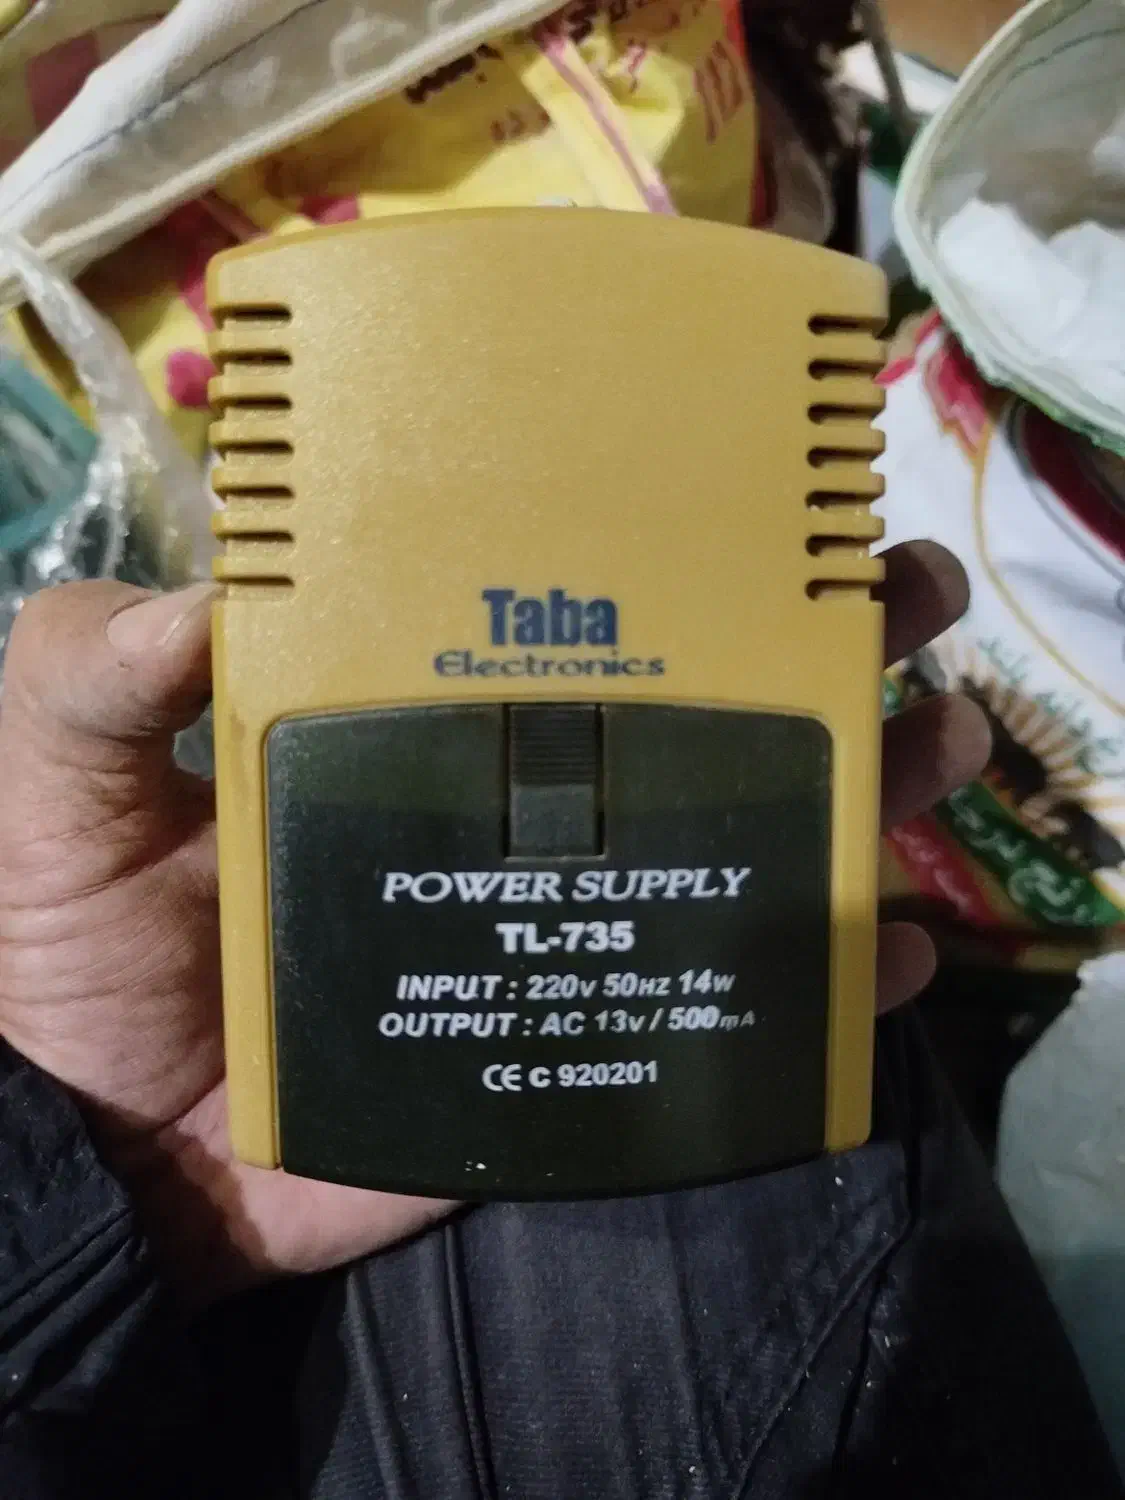 Taba
Electronics
POWER SUPPLY
TL-735
INPUT : 220v 50HZ 14w
OUTPUT : AC 13v / 500mA
CE C 920201